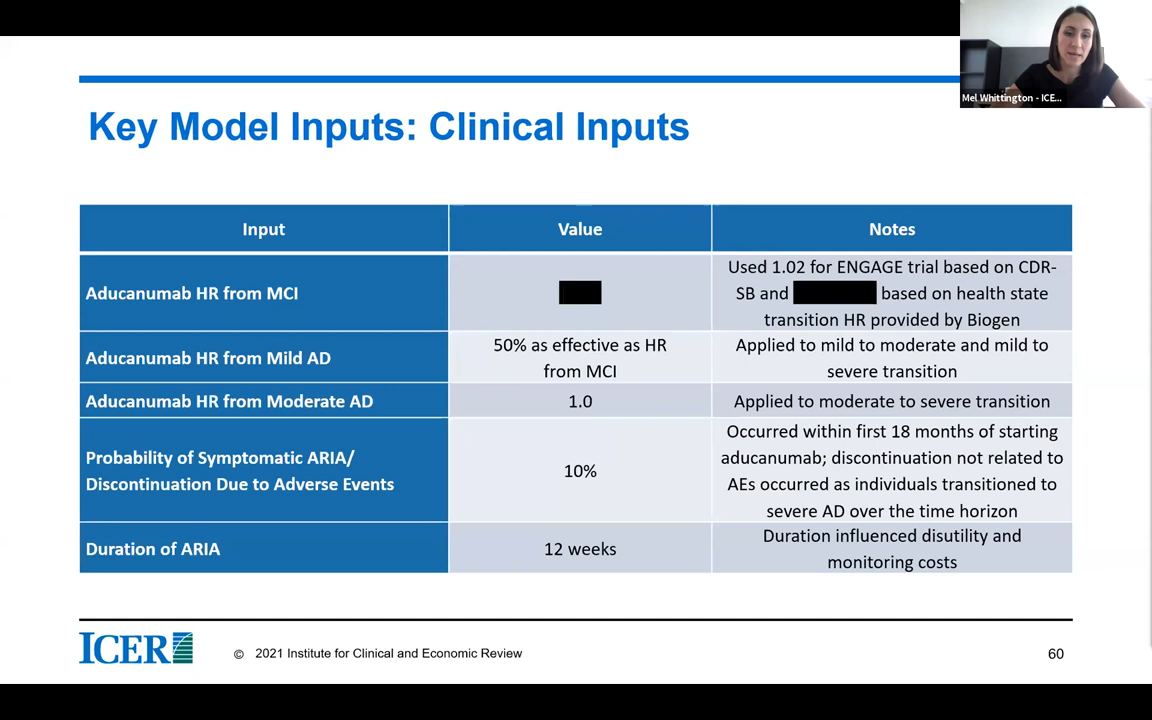 Mel Whittington - ICE...
Key Model Inputs: Clinical Inputs
Input
Value
Notes
Aducanumab HR from MCI
Used 1.02 for ENGAGE trial based on CDR-
SB and
based on health state
transition HR provided by Biogen
Aducanumab HR from Mild AD
50% as effective as HR
from MCI
Applied to mild to moderate and mild to
severe transition
Aducanumab HR from Moderate AD
1.0
Applied to moderate to severe transition
Probability of Symptomatic ARIA/
Discontinuation Due to Adverse Events
10%
Occurred within first 18 months of starting
aducanumab; discontinuation not related to
AEs occurred as individuals transitioned to
severe AD over the time horizon
Duration of ARIA
12 weeks
Duration influenced disutility and
monitoring costs
ICER
© 2021 Institute for Clinical and Economic Review
60